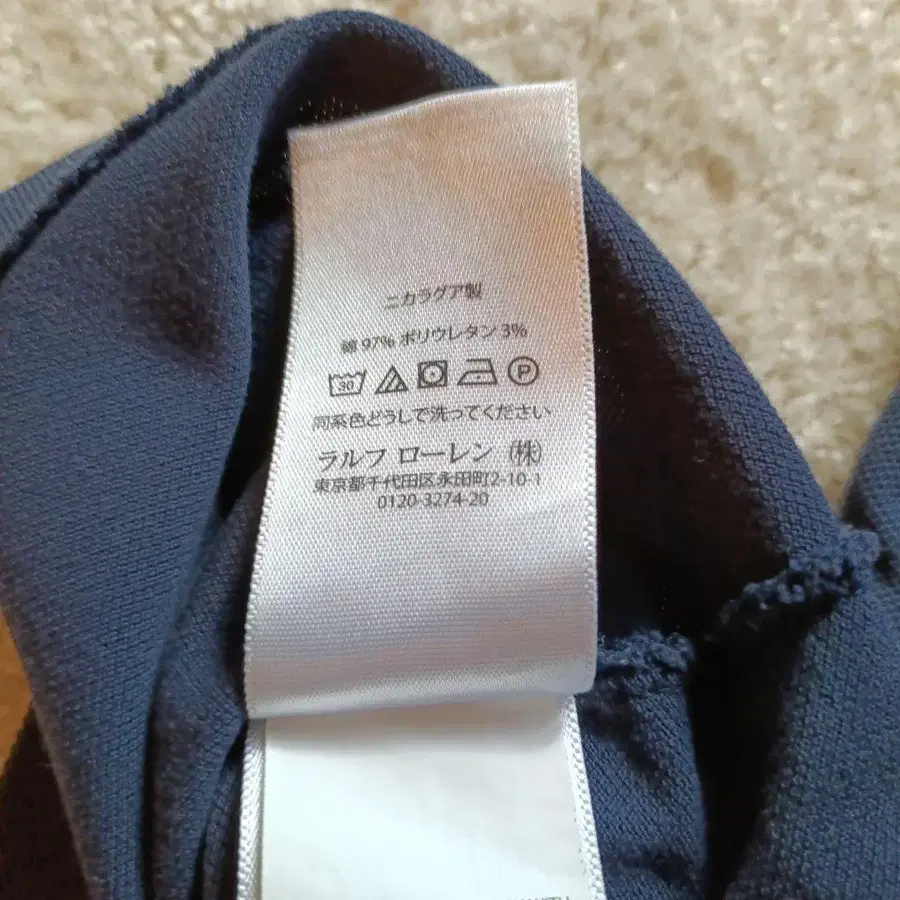 ニカラグア製
綿 97% ポリウレタン 3%
30 P
同系色どうしで洗ってください
ラルフ ローレン (株)
東京都千代田区永田町2-10-1
0120-3274-20